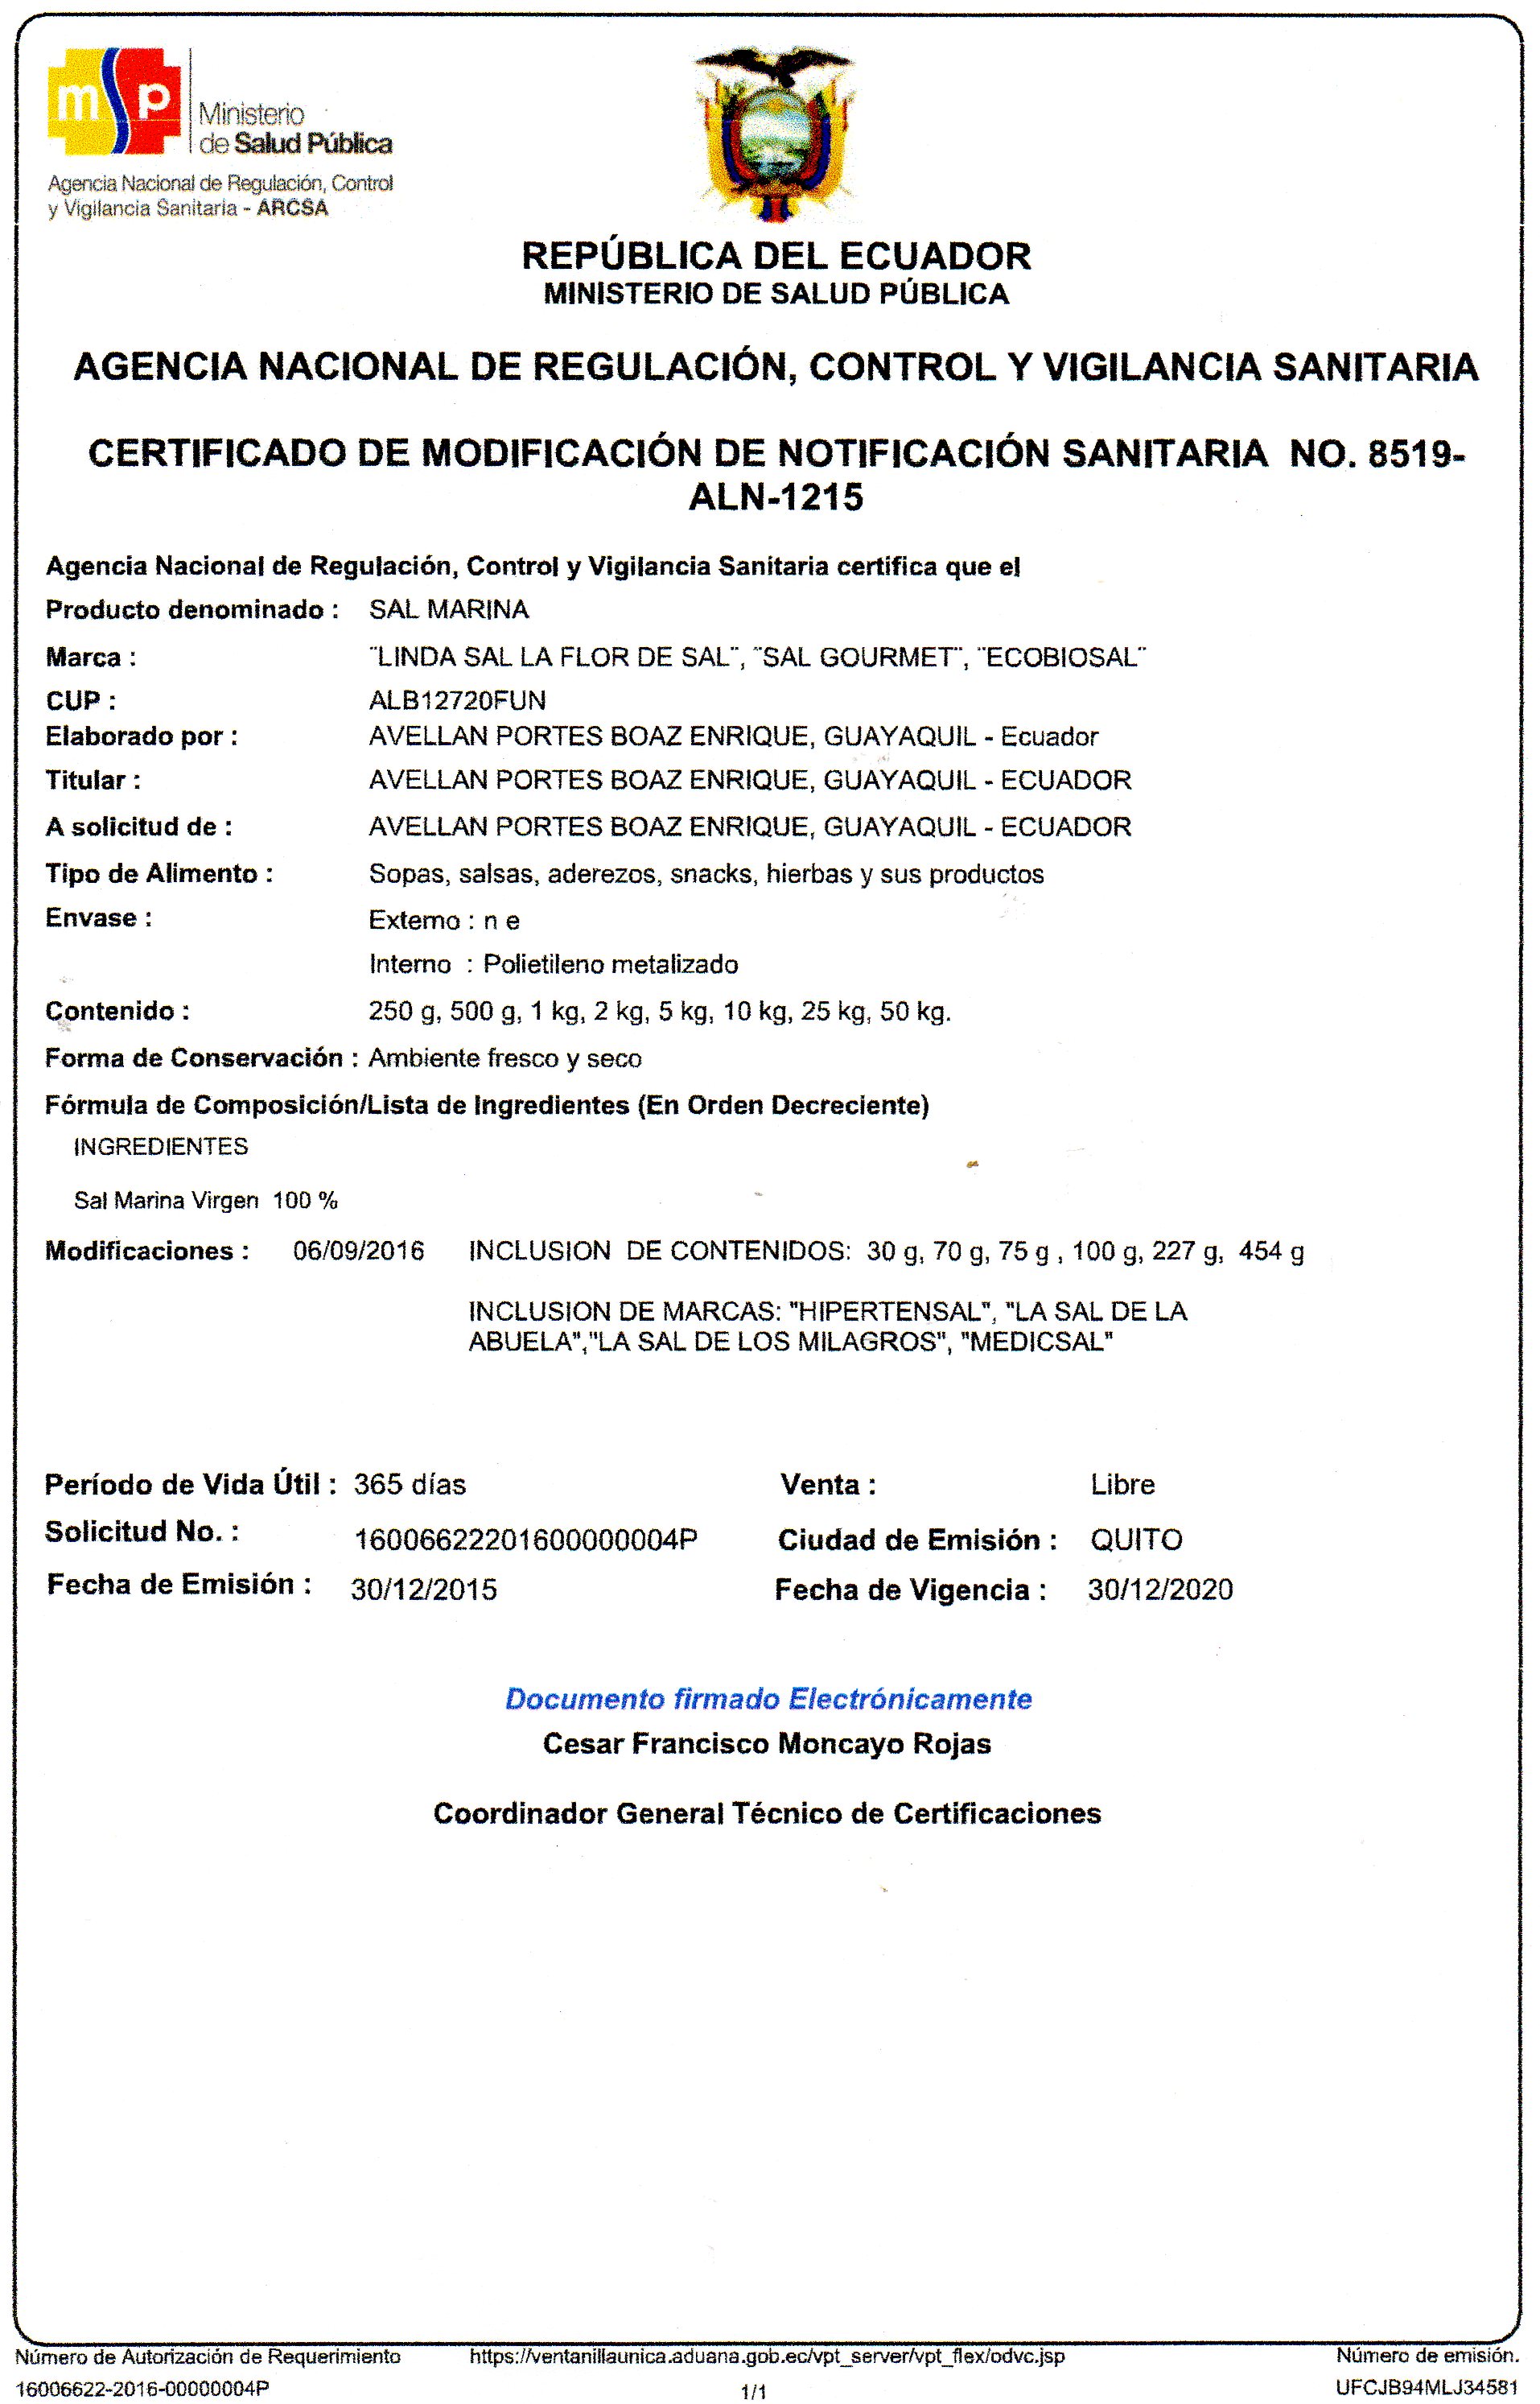 msp
Ministerio
de Salud Pública
Agencia Nacional de Regulación, Control
y Vigilancia Sanitaria - ARCSA
REPÚBLICA DEL ECUADOR
MINISTERIO DE SALUD PÚBLICA
AGENCIA NACIONAL DE REGULACIÓN, CONTROL Y VIGILANCIA SANITARIA
CERTIFICADO DE MODIFICACIÓN DE NOTIFICACIÓN SANITARIA NO. 8519-
ALN-1215
Agencia Nacional de Regulación, Control y Vigilancia Sanitaria certifica que el
Producto denominado : SAL MARINA
Marca : ¨LINDA SAL LA FLOR DE SAL¨, ¨SAL GOURMET¨, ¨ECOBIOSAL¨
CUP : ALB12720FUN
Elaborado por : AVELLAN PORTES BOAZ ENRIQUE, GUAYAQUIL - Ecuador
Titular : AVELLAN PORTES BOAZ ENRIQUE, GUAYAQUIL - ECUADOR
A solicitud de : AVELLAN PORTES BOAZ ENRIQUE, GUAYAQUIL - ECUADOR
Tipo de Alimento : Sopas, salsas, aderezos, snacks, hierbas y sus productos
Envase : Externo : n e
Interno : Polietileno metalizado
Contenido : 250 g, 500 g, 1 kg, 2 kg, 5 kg, 10 kg, 25 kg, 50 kg.
Forma de Conservación : Ambiente fresco y seco
Fórmula de Composición/Lista de Ingredientes (En Orden Decreciente)
INGREDIENTES
Sal Marina Virgen 100 %
Modificaciones : 06/09/2016 INCLUSION DE CONTENIDOS: 30 g, 70 g, 75 g , 100 g, 227 g, 454 g
INCLUSION DE MARCAS: "HIPERTENSAL", "LA SAL DE LA
ABUELA","LA SAL DE LOS MILAGROS", "MEDICSAL"
Período de Vida Útil : 365 días Venta : Libre
Solicitud No. : 16006622201600000004P Ciudad de Emisión : QUITO
Fecha de Emisión : 30/12/2015 Fecha de Vigencia : 30/12/2020
Documento firmado Electrónicamente
Cesar Francisco Moncayo Rojas
Coordinador General Técnico de Certificaciones
Número de Autorización de Requerimiento https://ventanillaunica.aduana.gob.ec/vpt_server/vpt_flex/odvc.jsp Número de emisión.
16006622-2016-00000004P 1/1 UFCJB94MLJ34581